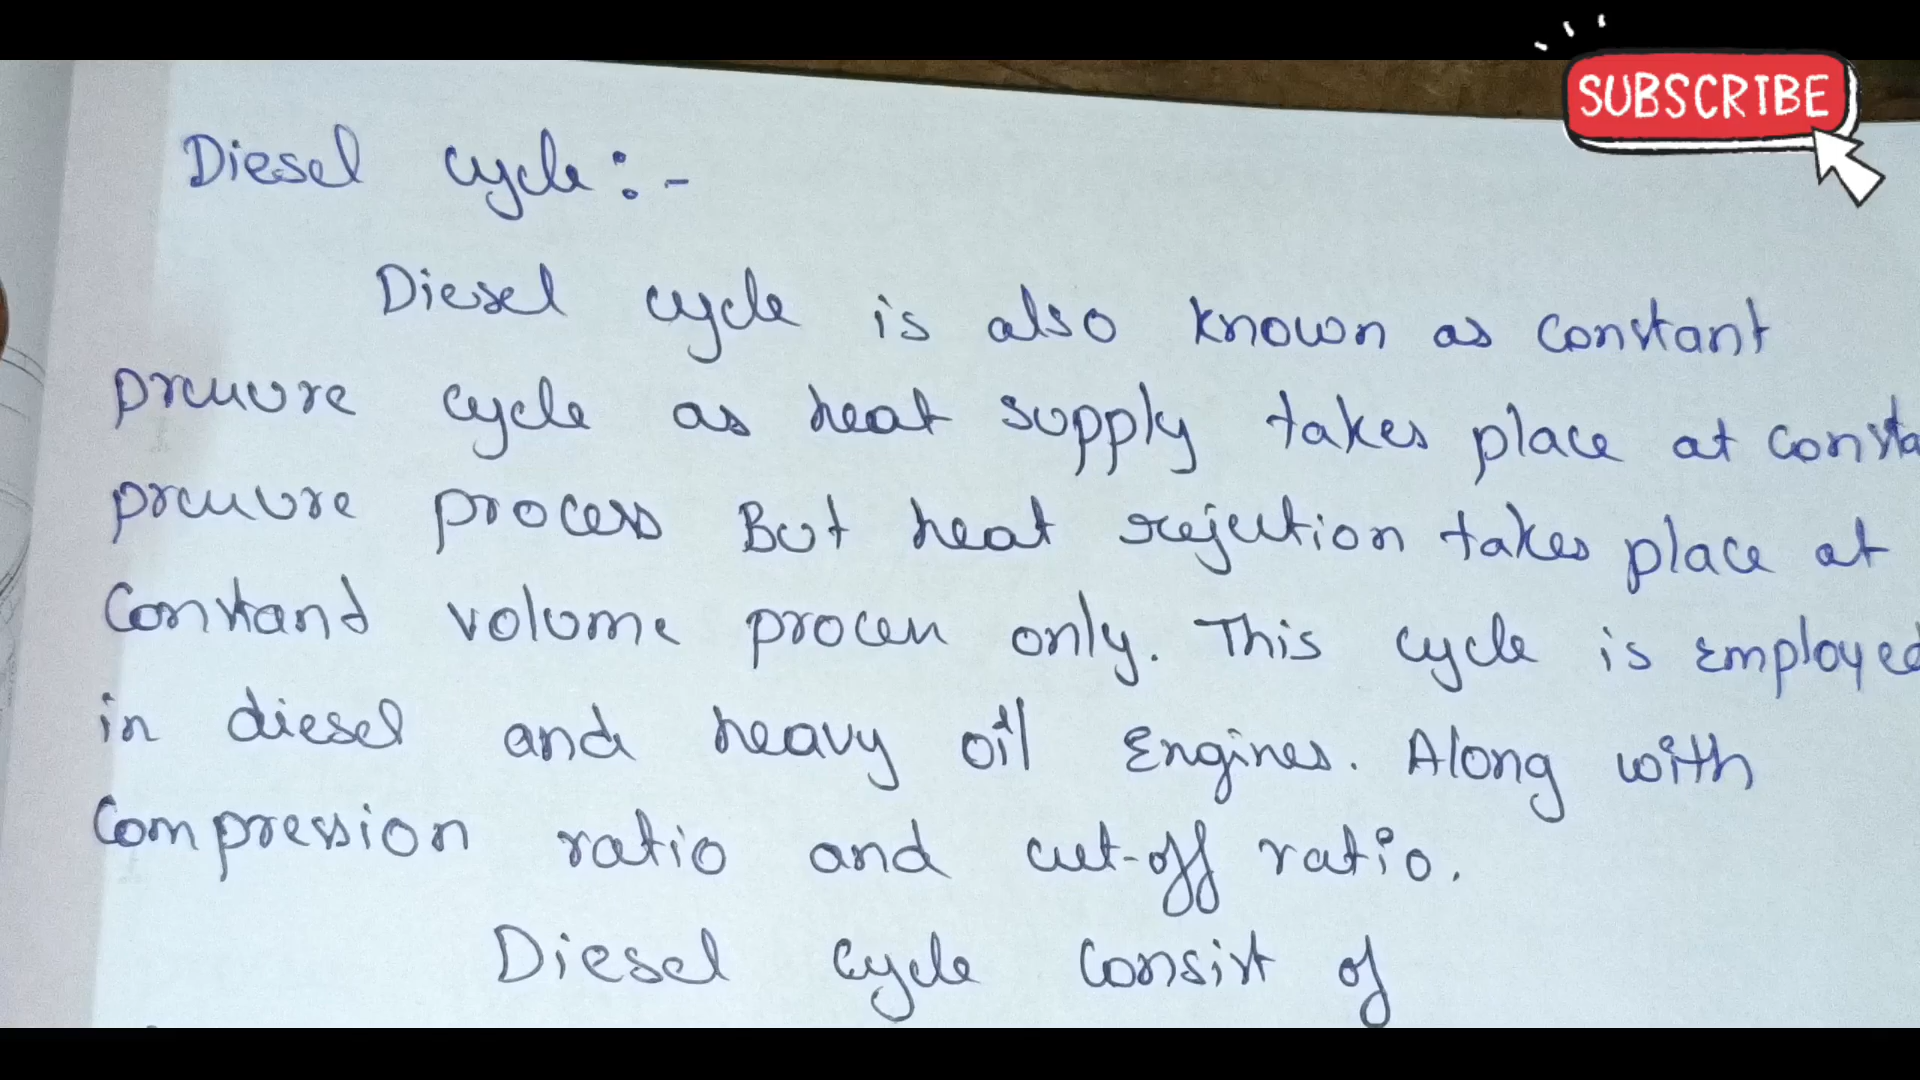 SUBSCRIBE
Diesel cycle:-
Diesel cycle is also known as constant
pressure cycle as heat supply takes place at consta
pressure process But heat rejection takes place at
Constand volume process only. This cycle is employed
in diesel and heavy oil Engines. Along with
Compression ratio and cut-off ratio.
Diesel cycle consist of